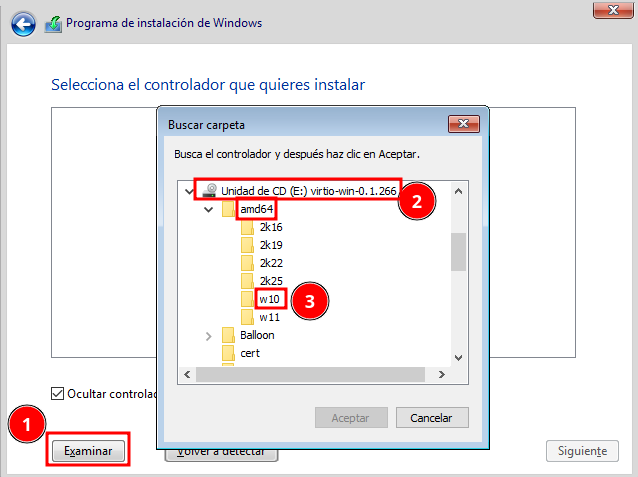 Programa de instalación de Windows
Selecciona el controlador que quieres instalar
Buscar carpeta
Busca el controlador y después haz clic en Aceptar.
Unidad de CD (E:) virtio-win-0.1.266
2
amd64
2k16
2k19
2k22
2k25
w10
3
w11
Balloon
cert
Ocultar controlad
1
Aceptar
Cancelar
Examinar
Volver a detectar
Siguiente